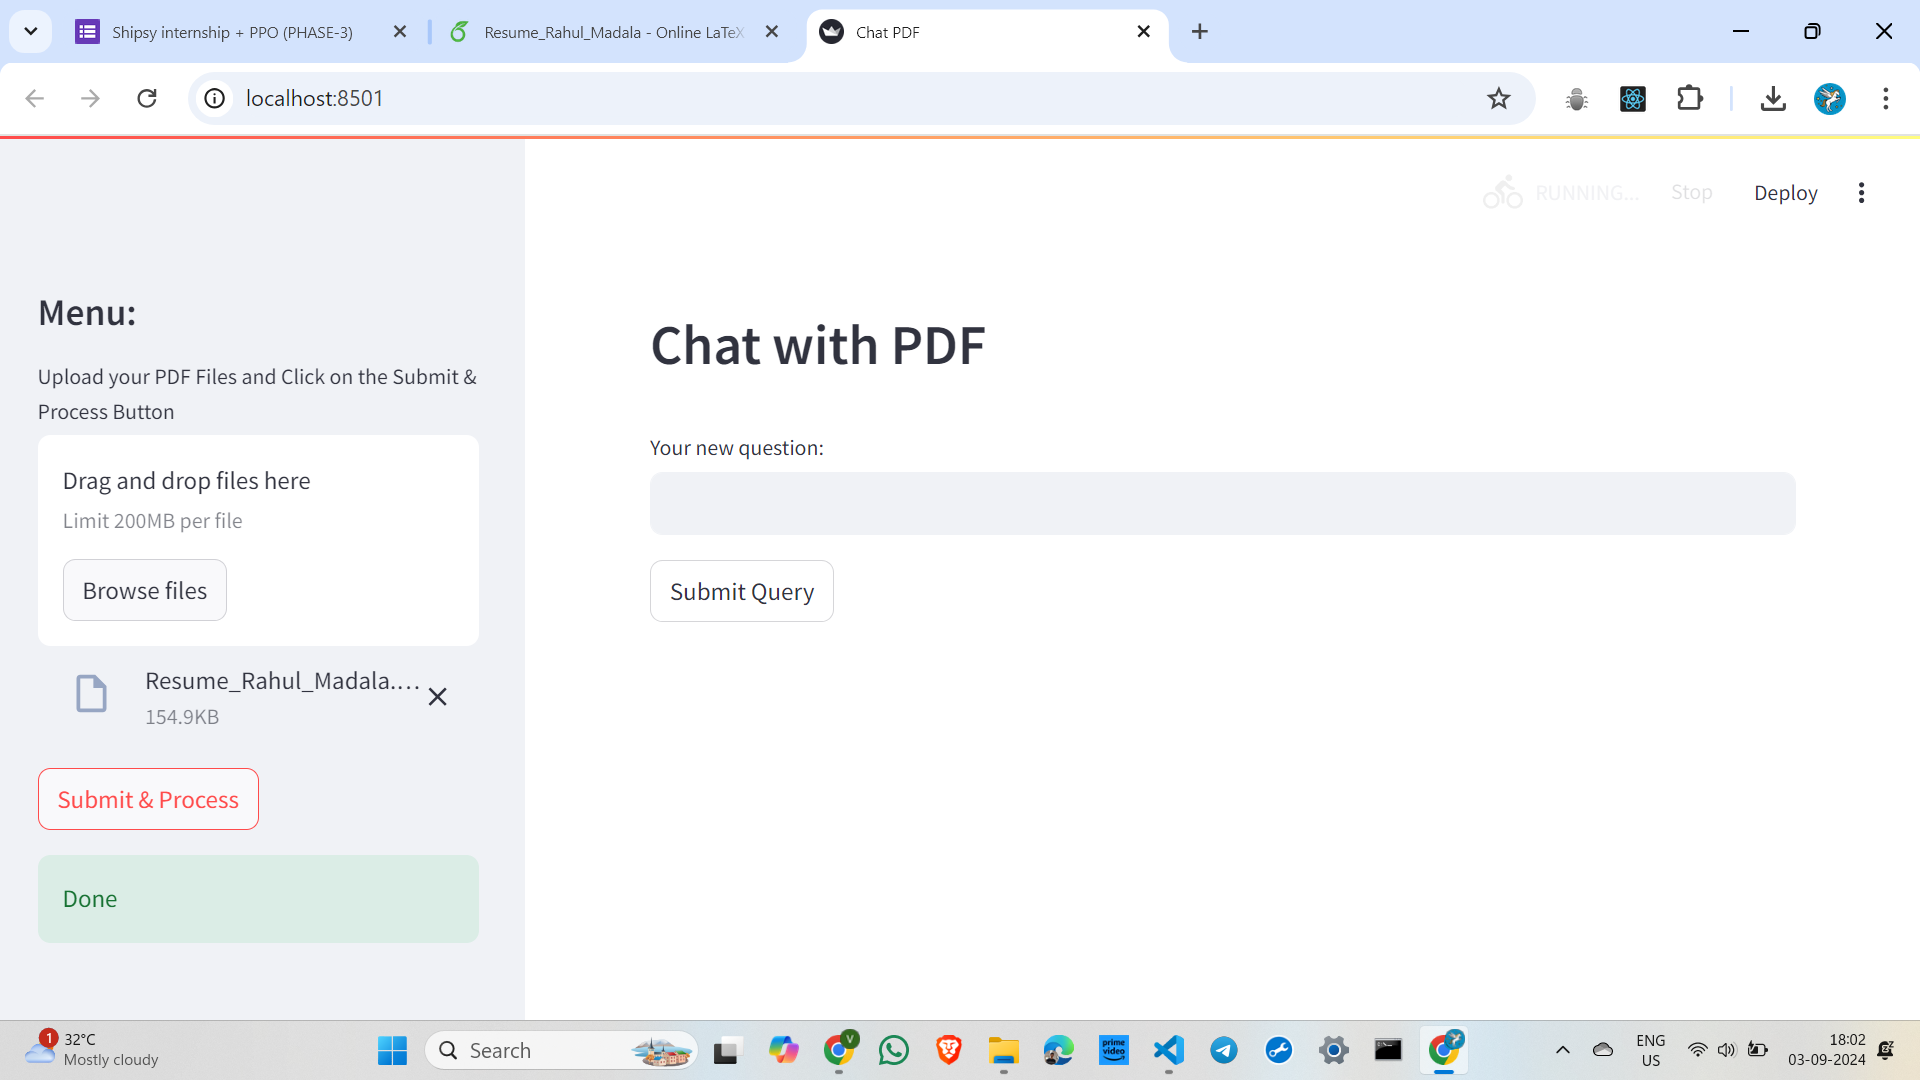 Shipsy internship + PPO (PHASE-3)
Resume_Rahul_Madala - Online LaTeX
Chat PDF
localhost:8501
RUNNING...
Stop
Deploy
Menu:
Upload your PDF Files and Click on the Submit &
Process Button
Drag and drop files here
Limit 200MB per file
Browse files
Resume_Rahul_Madala....
154.9KB
Submit & Process
Done
Chat with PDF
Your new question:
Submit Query
1
32°C
Mostly cloudy
Search
V
prime
video
ENG
US
18:02
03-09-2024